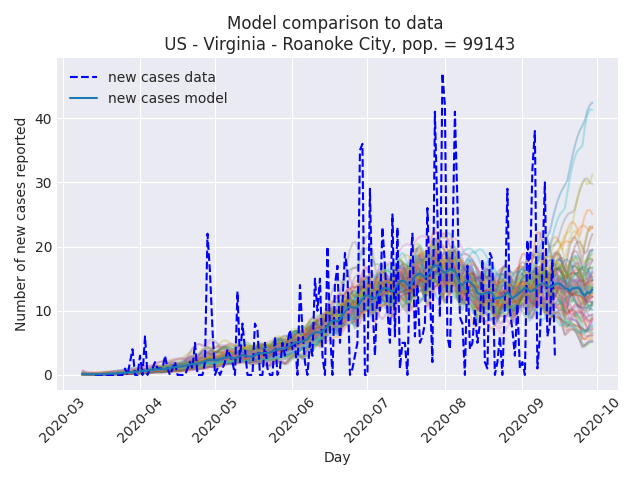 Model comparison to data
US - Virginia - Roanoke City, pop. = 99143
new cases data
new cases model
Number of new cases reported
40
30
20
10
0
2020-03
2020-04
2020-05
2020-06
2020-07
2020-08
2020-09
2020-10
Day